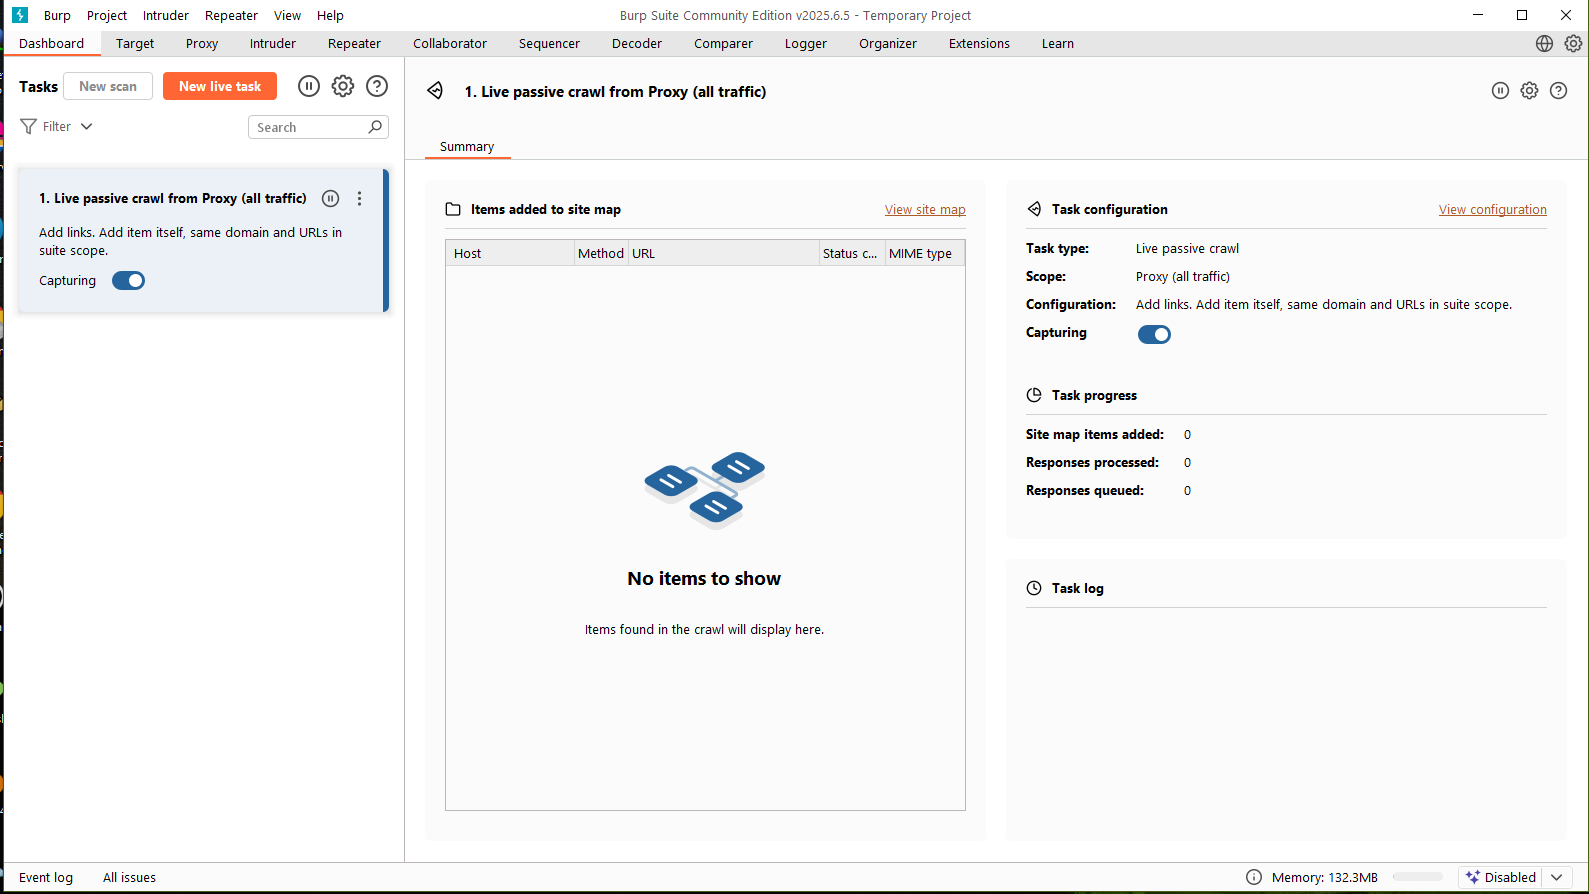 Burp Project Intruder Repeater View Help
Burp Suite Community Edition v2025.6.5 - Temporary Project
Dashboard Target Proxy Intruder Repeater Collaborator Sequencer Decoder Comparer Logger Organizer Extensions Learn
Tasks New scan New live task
Filter Search
1. Live passive crawl from Proxy (all traffic)
Add links. Add item itself, same domain and URLs in
suite scope.
Capturing
1. Live passive crawl from Proxy (all traffic)
Summary
Items added to site map View site map
Host Method URL Status c... MIME type
No items to show
Items found in the crawl will display here.
Task configuration View configuration
Task type: Live passive crawl
Scope: Proxy (all traffic)
Configuration: Add links. Add item itself, same domain and URLs in suite scope.
Capturing
Task progress
Site map items added: 0
Responses processed: 0
Responses queued: 0
Task log
Event log All issues
Memory: 132.3MB Disabled